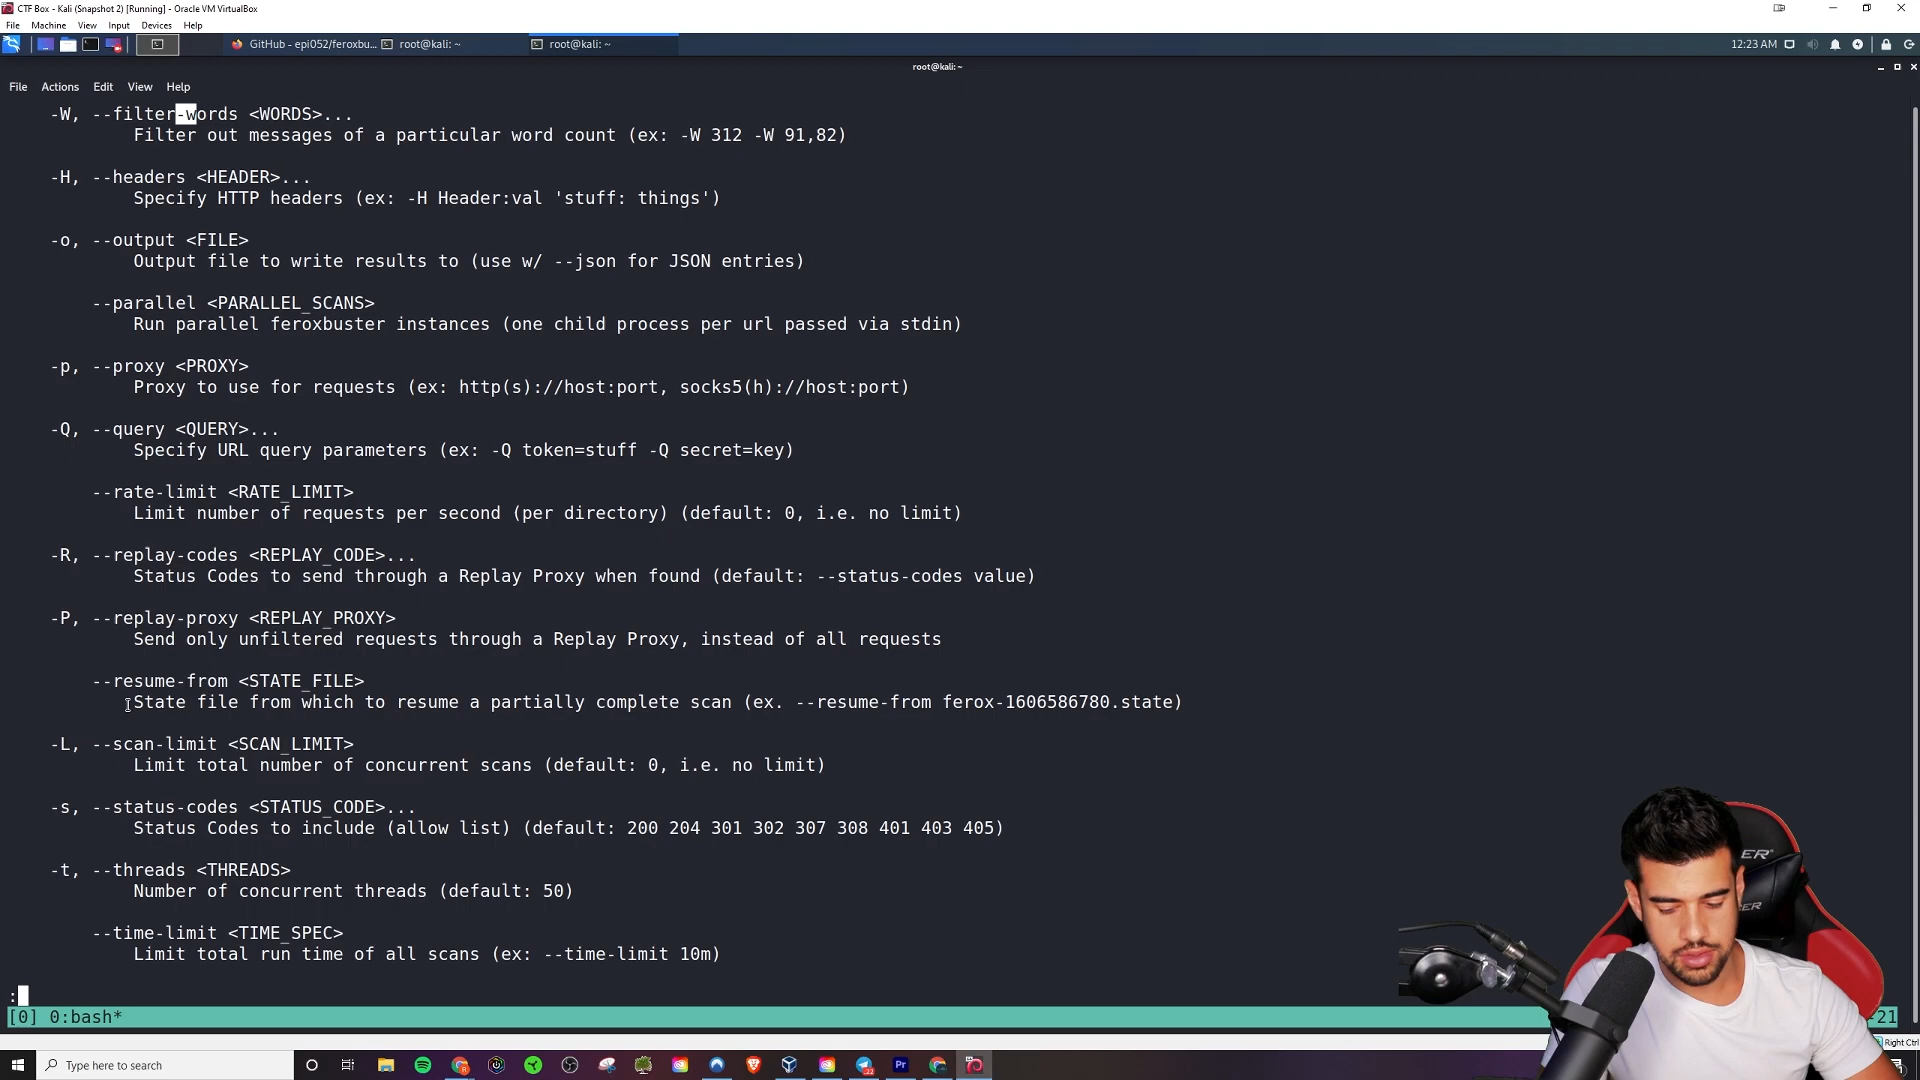 CTF Box - Kali (Snapshot 2) [Running] - Oracle VM VirtualBox
File Machine View Input Devices Help
GitHub - epi052/feroxbu... root@kali: ~ root@kali: ~ 12:23 AM
root@kali: ~
File Actions Edit View Help
-W, --filter-words <WORDS>...
Filter out messages of a particular word count (ex: -W 312 -W 91,82)
-H, --headers <HEADER>...
Specify HTTP headers (ex: -H Header:val 'stuff: things')
-o, --output <FILE>
Output file to write results to (use w/ --json for JSON entries)
--parallel <PARALLEL_SCANS>
Run parallel feroxbuster instances (one child process per url passed via stdin)
-p, --proxy <PROXY>
Proxy to use for requests (ex: http(s)://host:port, socks5(h)://host:port)
-Q, --query <QUERY>...
Specify URL query parameters (ex: -Q token=stuff -Q secret=key)
--rate-limit <RATE_LIMIT>
Limit number of requests per second (per directory) (default: 0, i.e. no limit)
-R, --replay-codes <REPLAY_CODE>...
Status Codes to send through a Replay Proxy when found (default: --status-codes value)
-P, --replay-proxy <REPLAY_PROXY>
Send only unfiltered requests through a Replay Proxy, instead of all requests
--resume-from <STATE_FILE>
State file from which to resume a partially complete scan (ex. --resume-from ferox-1606586780.state)
-L, --scan-limit <SCAN_LIMIT>
Limit total number of concurrent scans (default: 0, i.e. no limit)
-s, --status-codes <STATUS_CODE>...
Status Codes to include (allow list) (default: 200 204 301 302 307 308 401 403 405)
-t, --threads <THREADS>
Number of concurrent threads (default: 50)
--time-limit <TIME_SPEC>
Limit total run time of all scans (ex: --time-limit 10m)
:
[0] 0:bash* -21
Right Ctrl
Type here to search